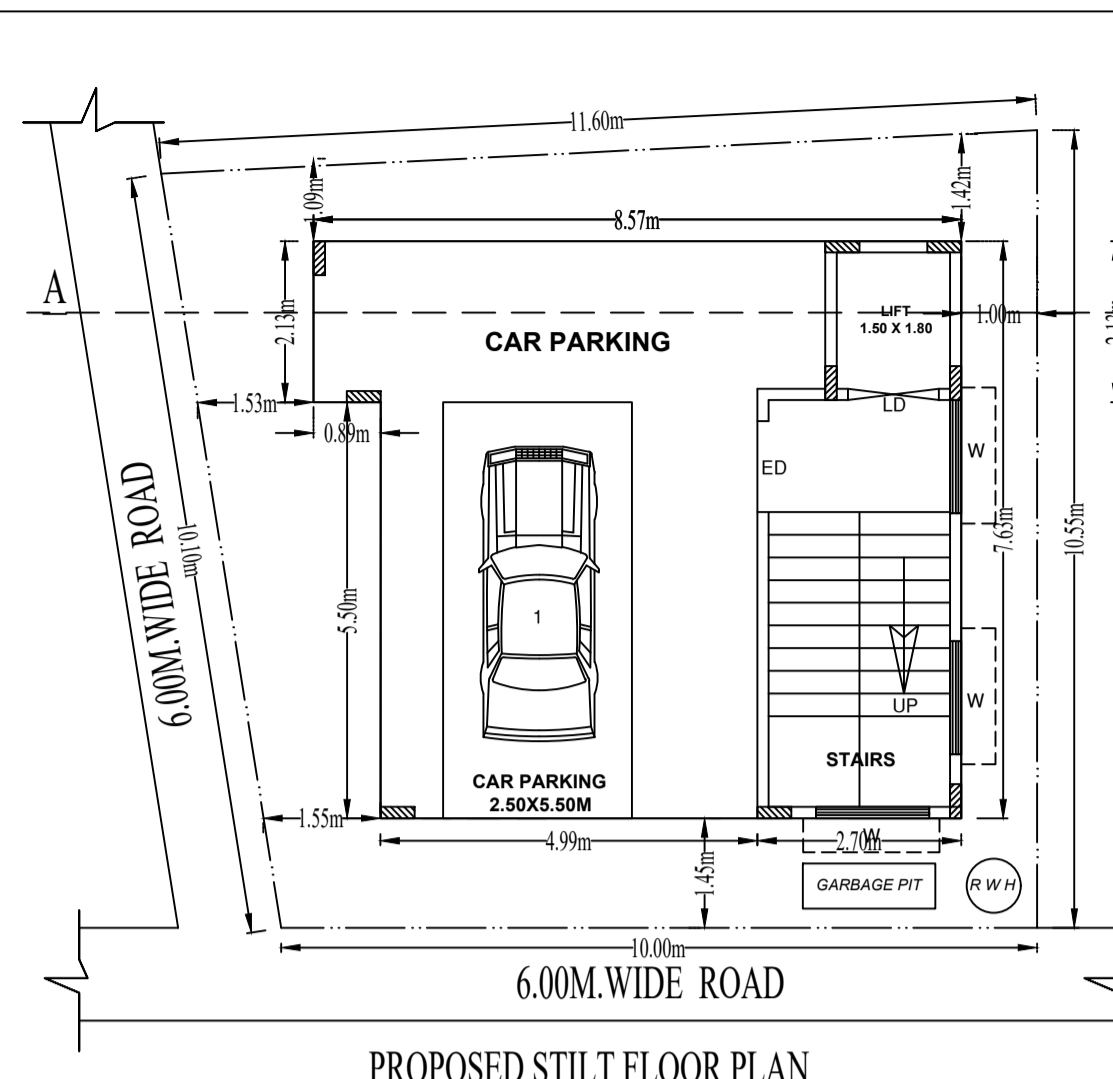 11.60m
1.09m
1.42m
8.57m
A
2.13m
LIFT
1.50 X 1.80
1.00m
CAR PARKING
1.53m
0.89m
LD
W
ED
6.00M.WIDE ROAD
10.10m
7.63m
10.55m
5.50m
1
W
UP
STAIRS
CAR PARKING
2.50X5.50M
1.55m
4.99m
2.70m
W
1.45m
GARBAGE PIT
R W H
10.00m
6.00M.WIDE ROAD
PROPOSED STILT FLOOR PLAN